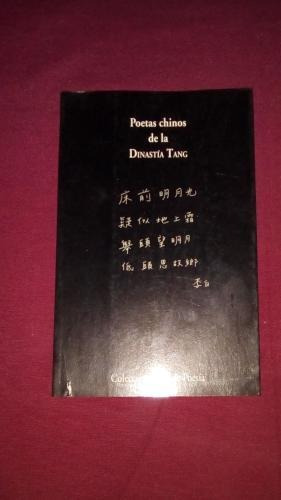 Poetas chinos
de la
DINASTÍA TANG
床前明月光
疑似地上霜
舉頭望明月
低頭思故鄉
李白
Poesía